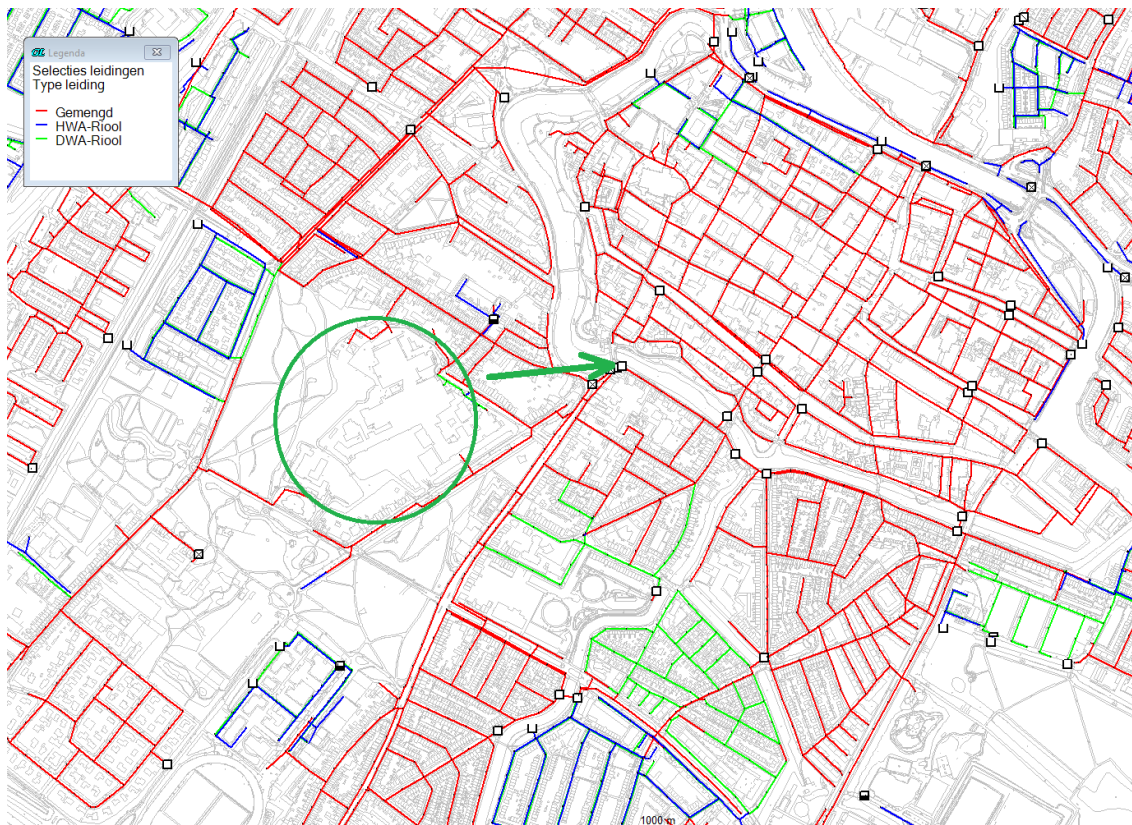 Legenda
Selecties leidingen
Type leiding
Gemengd
HWA-Riool
DWA-Riool
1000 m